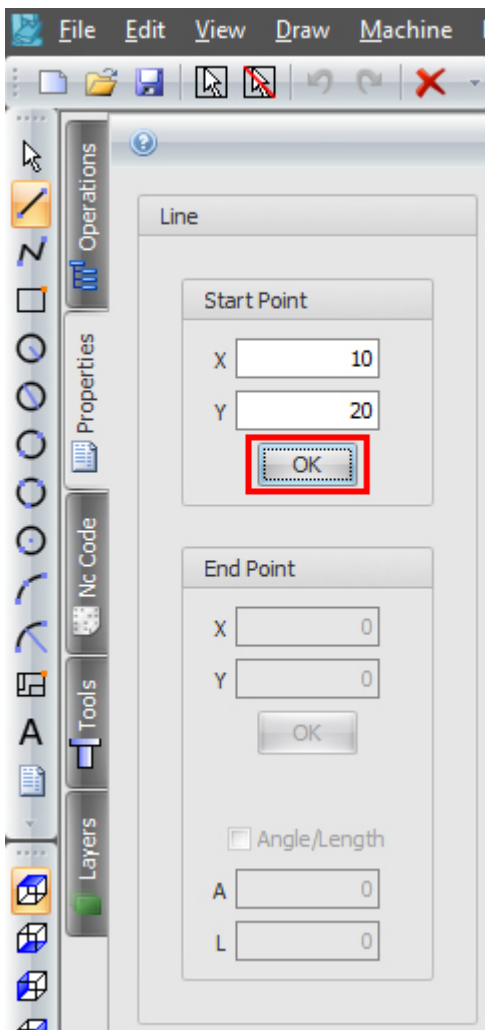 File Edit View Draw Machine
Operations
Properties
Nc Code
Tools
Layers
A
Line
Start Point
X 10
Y 20
OK
End Point
X 0
Y 0
OK
Angle/Length
A 0
L 0